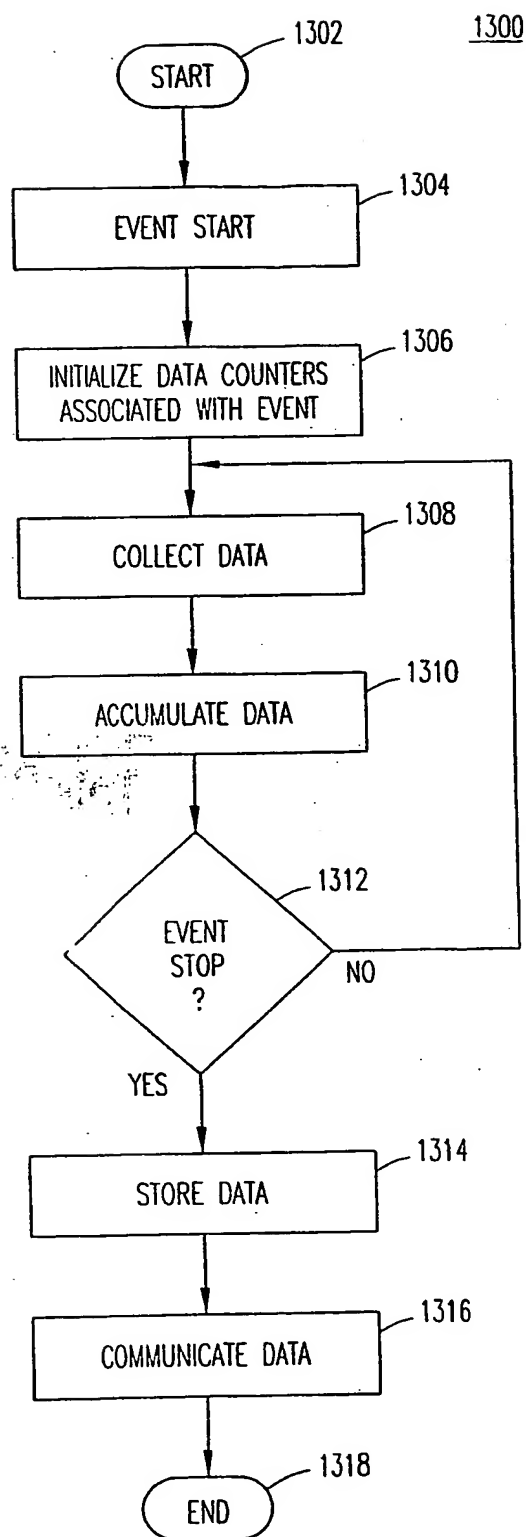 1300
1302
START
1304
EVENT START
1306
INITIALIZE DATA COUNTERS
ASSOCIATED WITH EVENT
1308
COLLECT DATA
1310
ACCUMULATE DATA
1312
EVENT
STOP
?
NO
YES
1314
STORE DATA
1316
COMMUNICATE DATA
1318
END